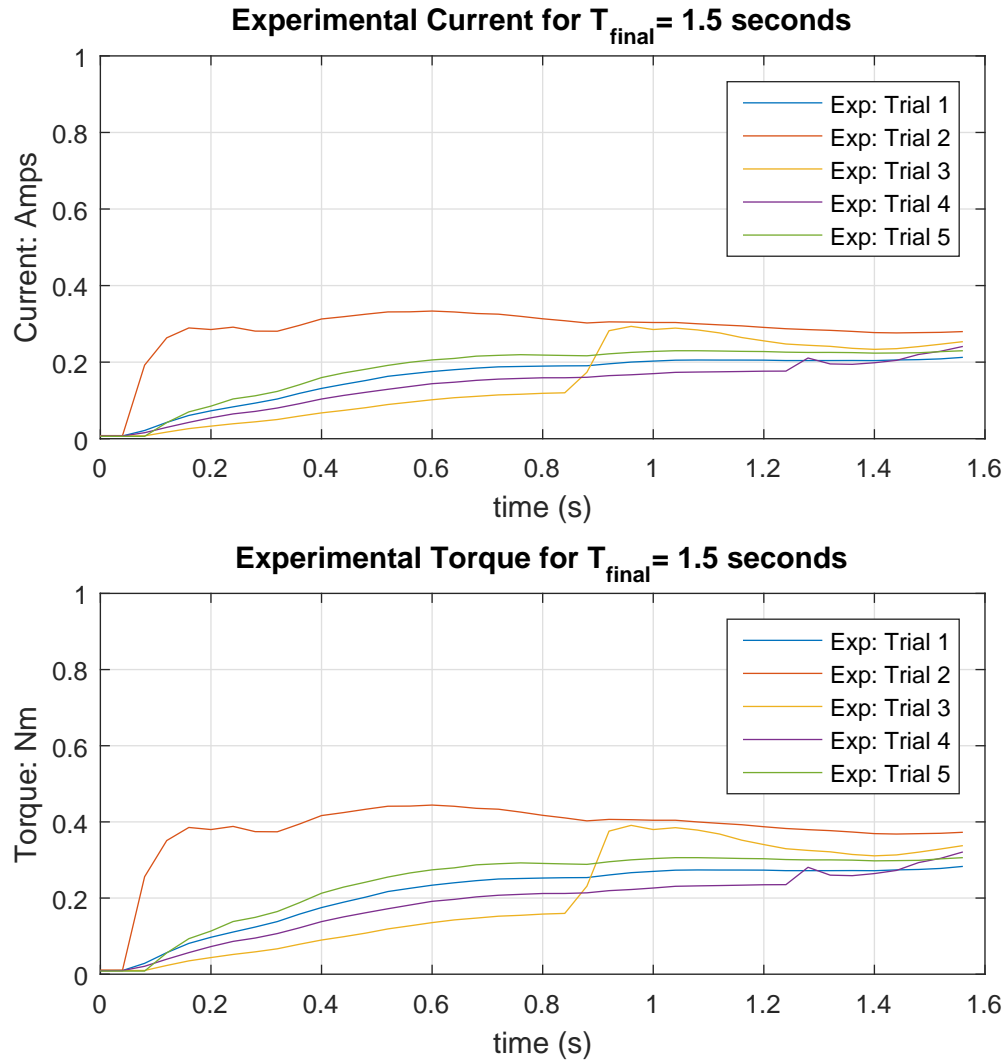 Experimental Current for T_final= 1.5 seconds
1
0.8
0.6
0.4
0.2
0
Current: Amps
Exp: Trial 1
Exp: Trial 2
Exp: Trial 3
Exp: Trial 4
Exp: Trial 5
0 0.2 0.4 0.6 0.8 1 1.2 1.4 1.6
time (s)
Experimental Torque for T_final= 1.5 seconds
1
0.8
0.6
0.4
0.2
0
Torque: Nm
Exp: Trial 1
Exp: Trial 2
Exp: Trial 3
Exp: Trial 4
Exp: Trial 5
0 0.2 0.4 0.6 0.8 1 1.2 1.4 1.6
time (s)